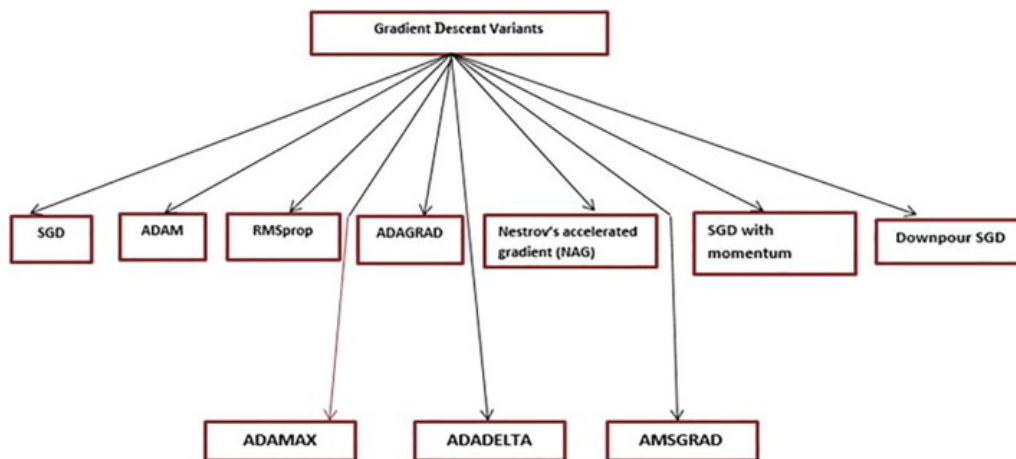 Gradient Descent Variants
SGD
ADAM
RMSprop
ADAGRAD
Nestrov's accelerated
gradient (NAG)
SGD with
momentum
Downpour SGD
ADAMAX
ADADELTA
AMSGRAD